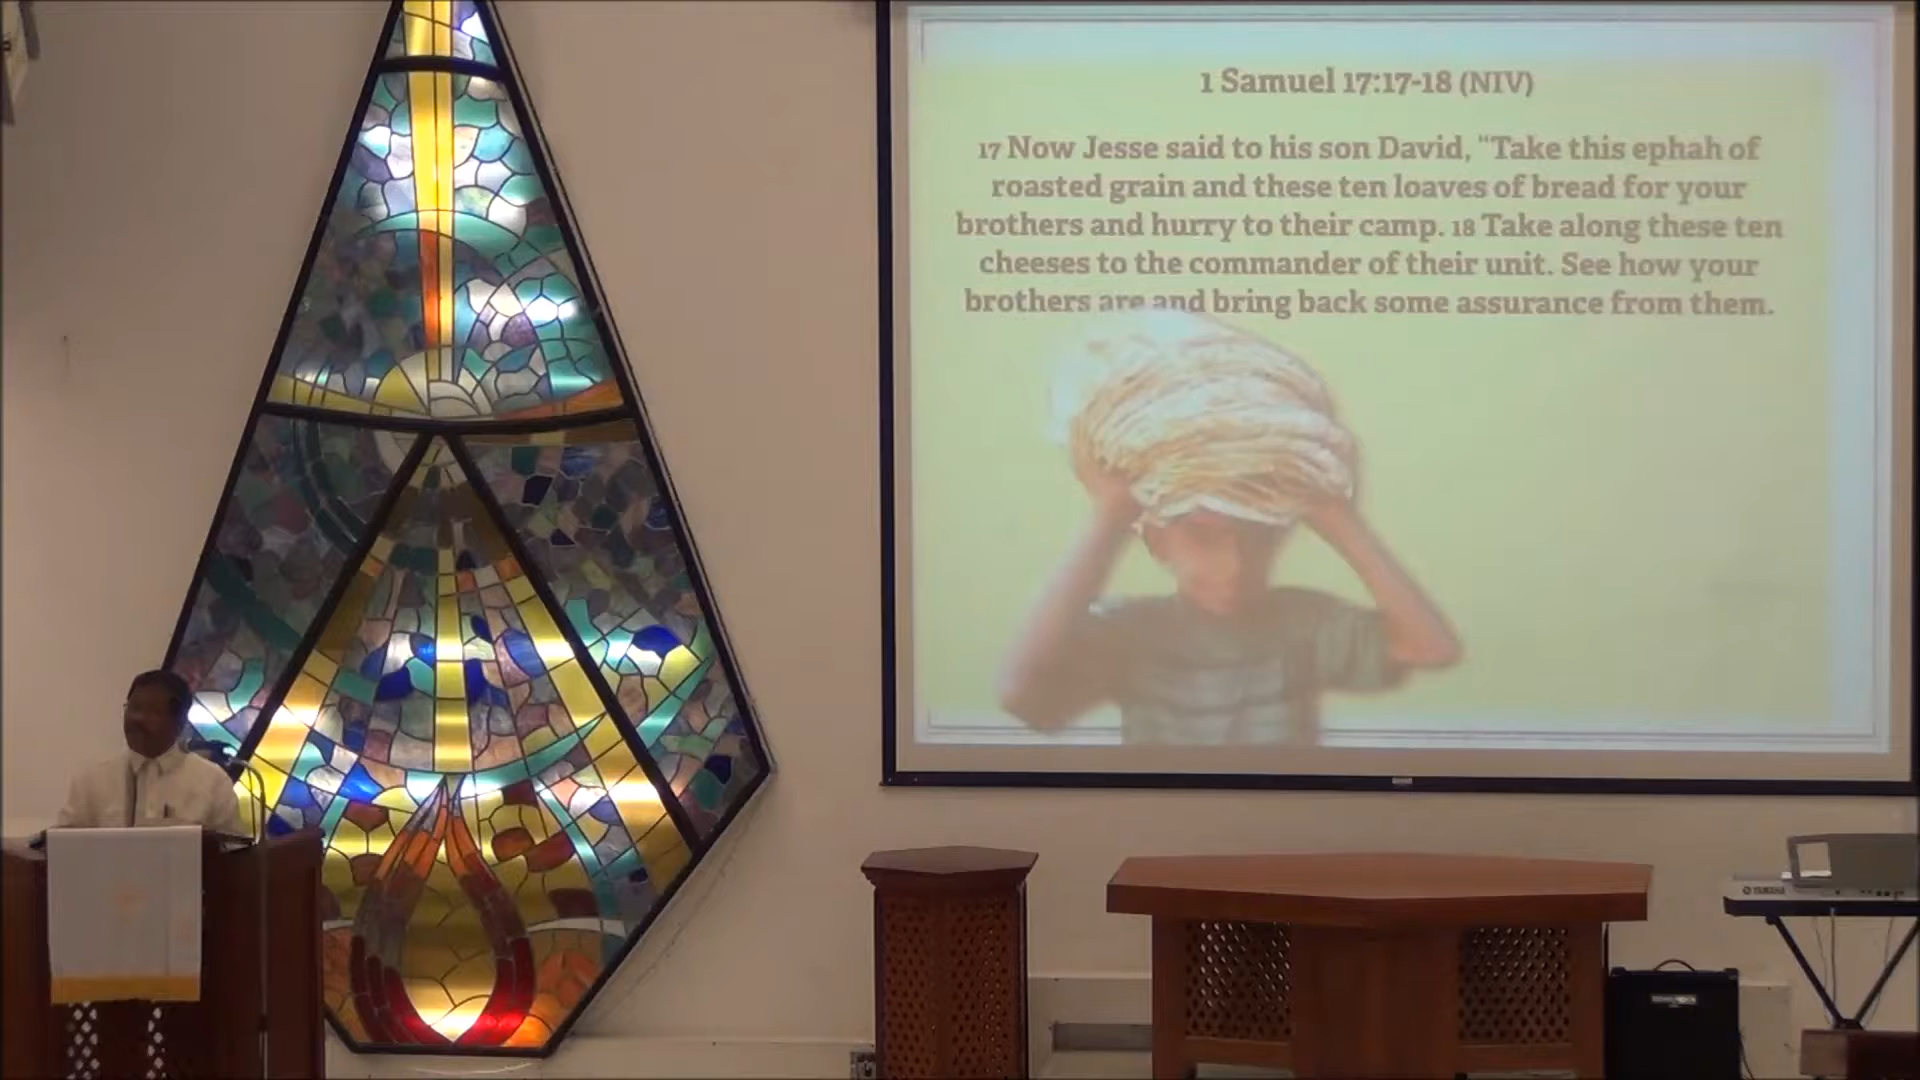 1 Samuel 17:17-18 (NIV)
17 Now Jesse said to his son David, "Take this ephah of
roasted grain and these ten loaves of bread for your
brothers and hurry to their camp. 18 Take along these ten
cheeses to the commander of their unit. See how your
brothers are and bring back some assurance from them.
YAMAHA